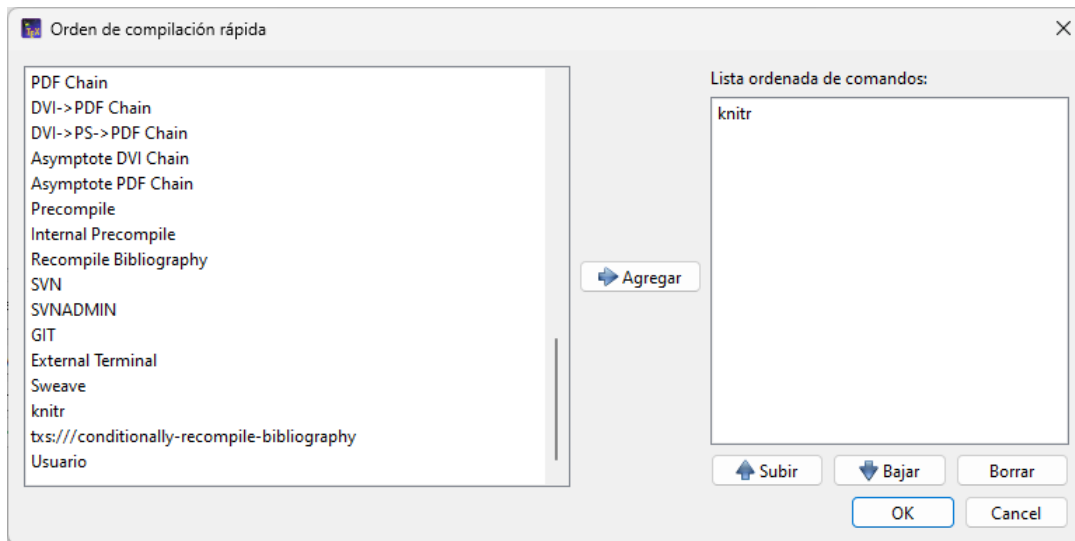 Orden de compilación rápida
PDF Chain
DVI->PDF Chain
DVI->PS->PDF Chain
Asymptote DVI Chain
Asymptote PDF Chain
Precompile
Internal Precompile
Recompile Bibliography
SVN
SVNADMIN
GIT
External Terminal
Sweave
knitr
txs:///conditionally-recompile-bibliography
Usuario
Agregar
Lista ordenada de comandos:
knitr
Subir
Bajar
Borrar
OK
Cancel